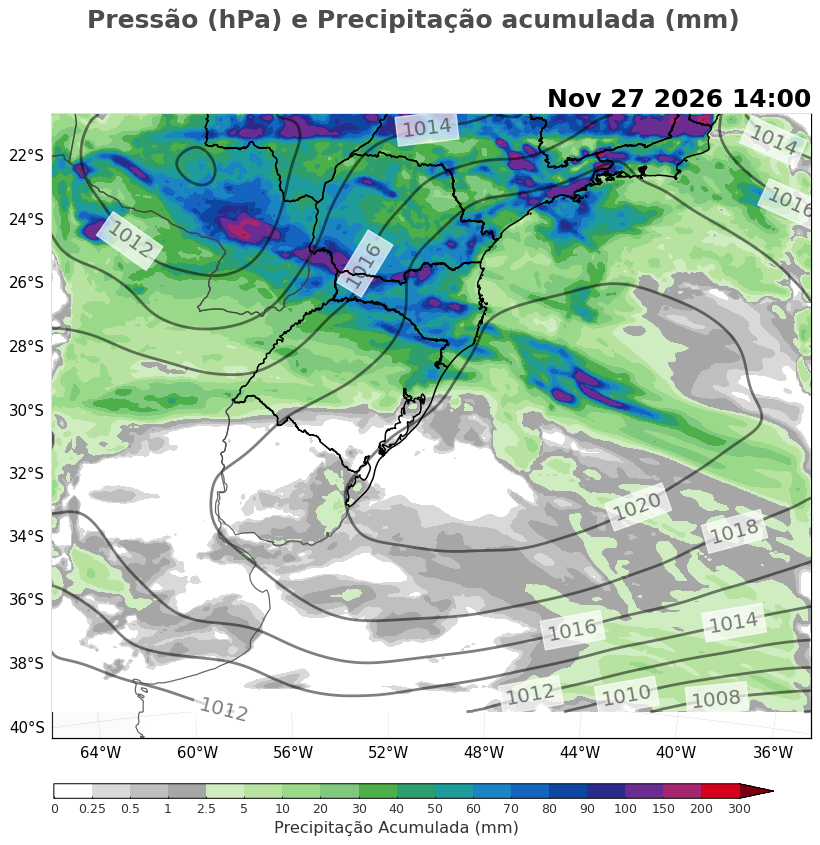 Pressão (hPa) e Precipitação acumulada (mm)
Nov 27 2026 14:00
1014
1014
22°S
1016
24°S
1012
1016
26°S
28°S
30°S
32°S
1020
34°S
1018
36°S
1014
1016
38°S
1012
1010
1008
1012
40°S
64°W 60°W 56°W 52°W 48°W 44°W 40°W 36°W
0 0.25 0.5 1 2.5 5 10 20 30 40 50 60 70 80 90 100 150 200 300
Precipitação Acumulada (mm)